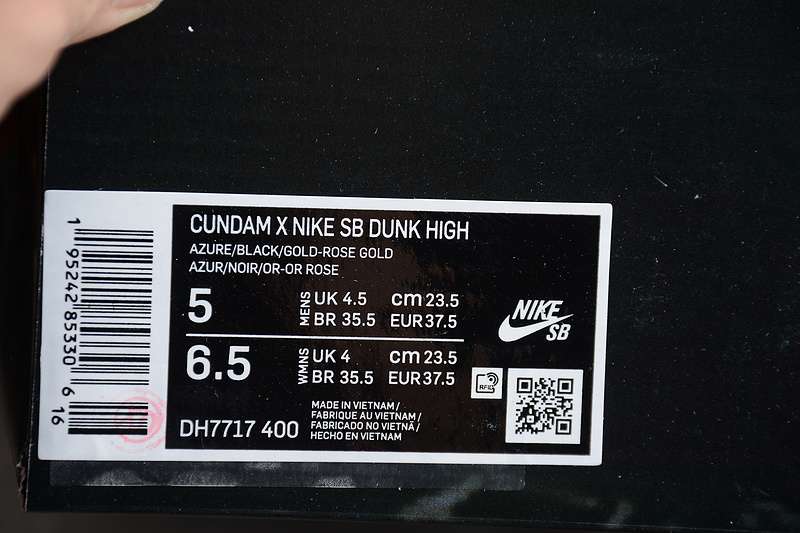 CUNDAM X NIKE SB DUNK HIGH
AZURE/BLACK/GOLD-ROSE GOLD
AZUR/NOIR/OR-OR ROSE
5 MENS UK 4.5 cm 23.5
BR 35.5 EUR 37.5
6.5 WMNS UK 4 cm 23.5
BR 35.5 EUR 37.5
DH7717 400
MADE IN VIETNAM /
FABRIQUE AU VIETNAM /
FABRICADO NO VIETNÃ /
HECHO EN VIETNAM
NIKE
SB
RFID
1 95242 85330 6 16